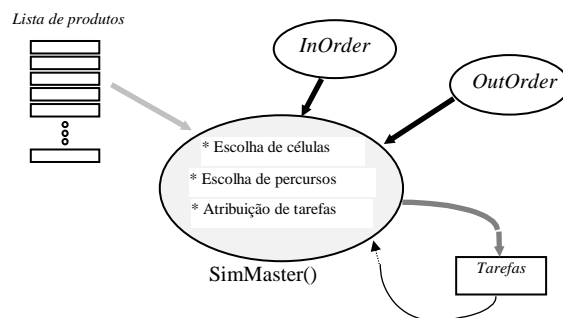 Lista de produtos
InOrder
OutOrder
* Escolha de células
* Escolha de percursos
* Atribuição de tarefas
SimMaster()
Tarefas